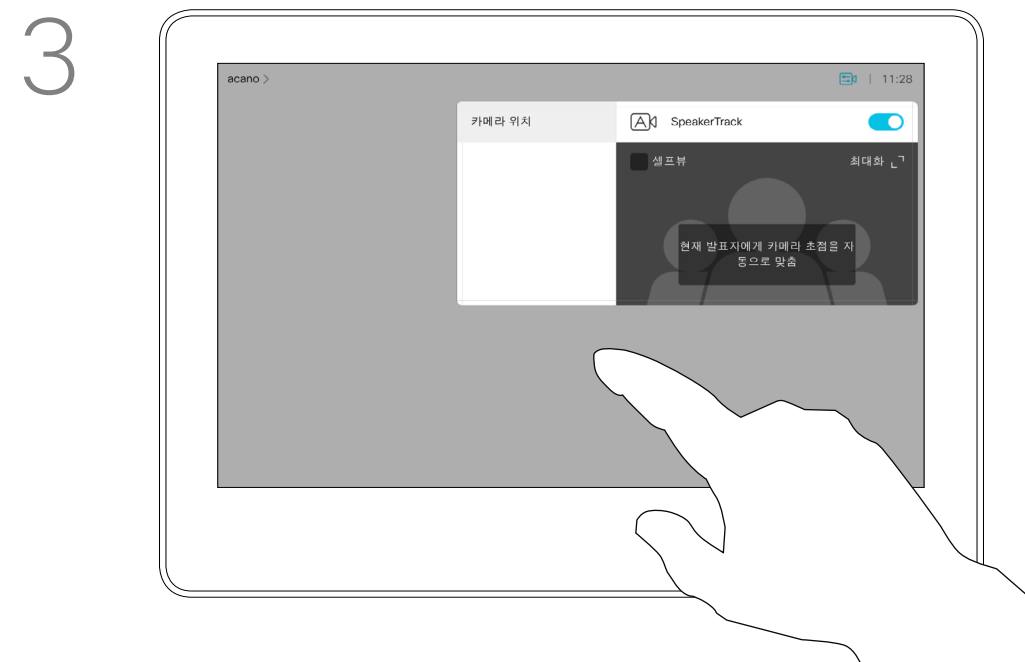 3
acano >
11:28
카메라 위치
SpeakerTrack
셀프뷰
최대화
현재 발표자에게 카메라 초점을 자
동으로 맞춤